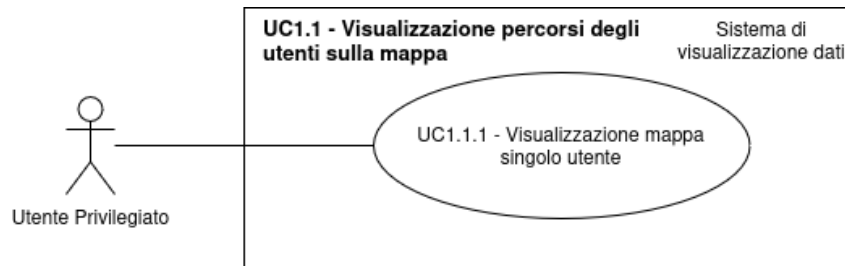 UC1.1 - Visualizzazione percorsi degli
utenti sulla mappa
Sistema di
visualizzazione dati
UC1.1.1 - Visualizzazione mappa
singolo utente
Utente Privilegiato